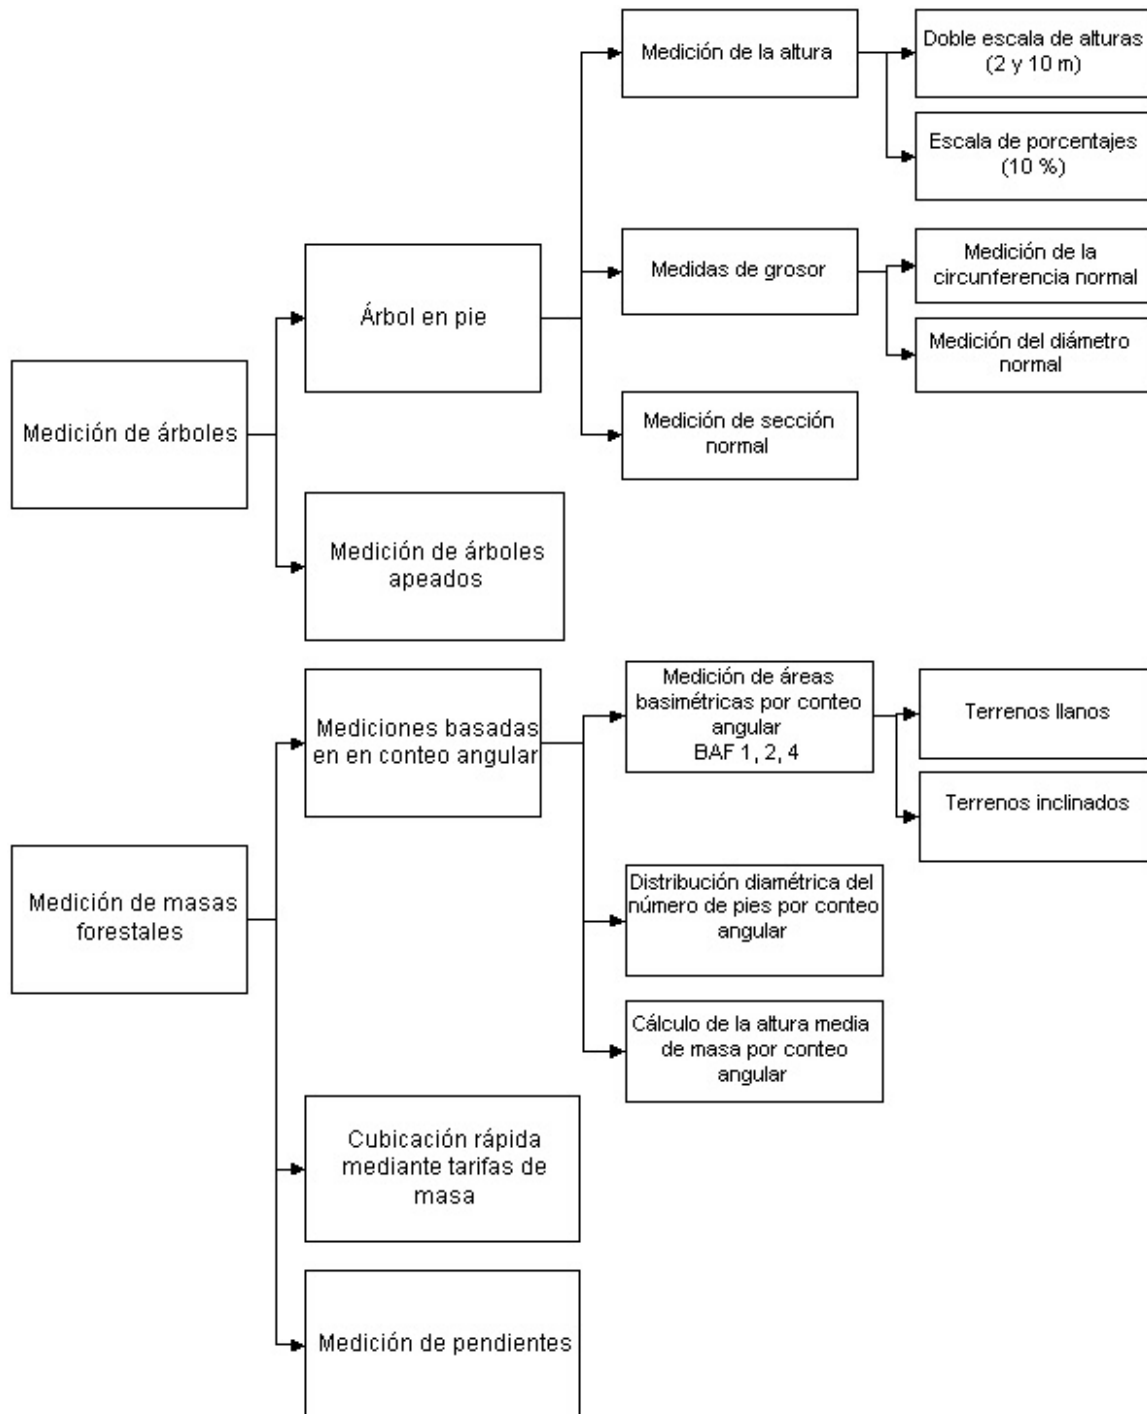 Medición de la altura
Doble escala de alturas
(2 y 10 m)
Escala de porcentajes
(10 %)
Árbol en pie
Medidas de grosor
Medición de la
circunferencia normal
Medición del diámetro
normal
Medición de árboles
Medición de sección
normal
Medición de árboles
apeados
Mediciones basadas
en en conteo angular
Medición de áreas
basimétricas por conteo
angular
BAF 1, 2, 4
Terrenos llanos
Terrenos inclinados
Medición de masas
forestales
Distribución diamétrica del
número de pies por conteo
angular
Cálculo de la altura media
de masa por conteo
angular
Cubicación rápida
mediante tarifas de
masa
Medición de pendientes